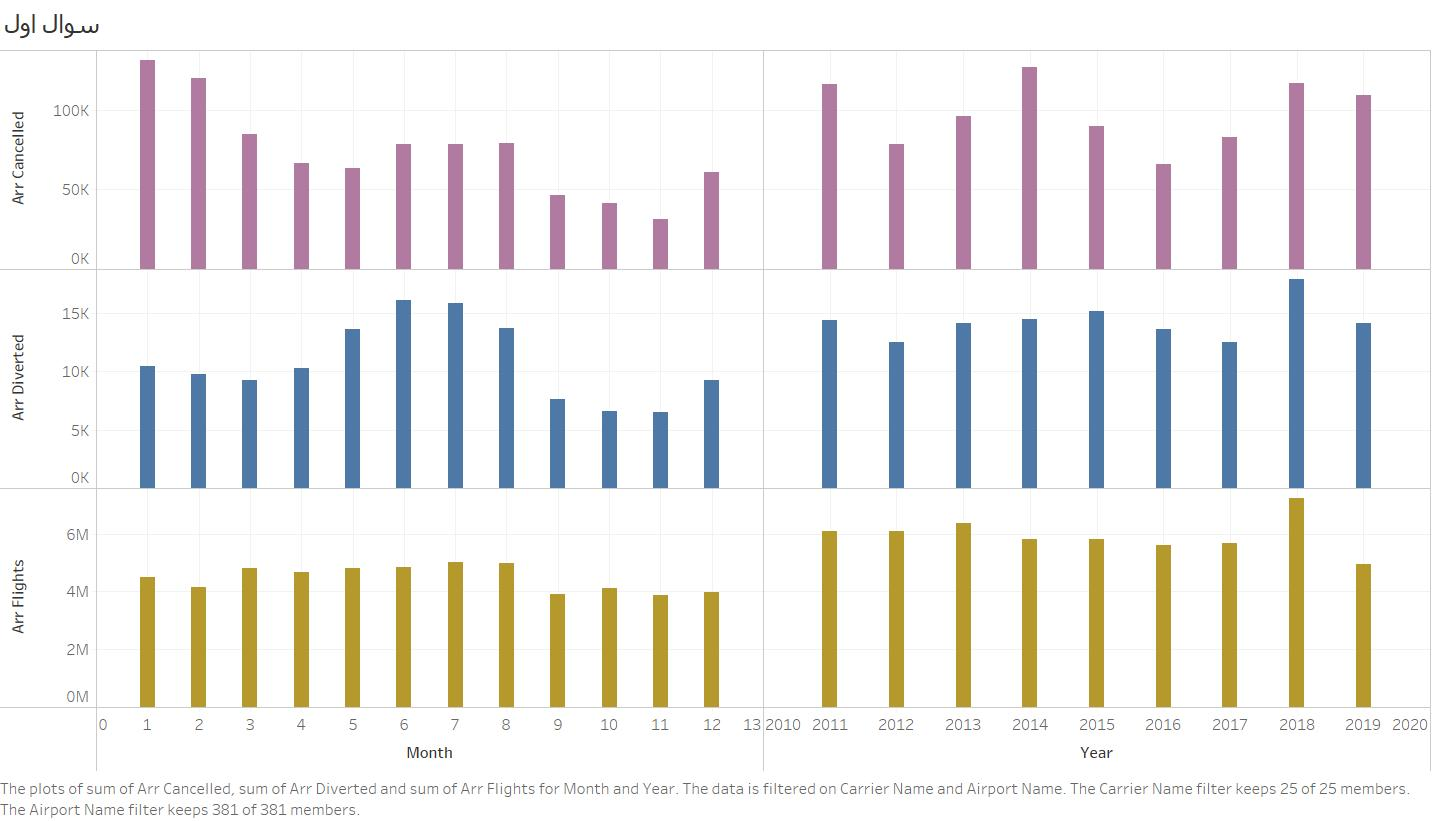 سوال اول
Arr Cancelled
100K
50K
0K
Arr Diverted
15K
10K
5K
0K
Arr Flights
6M
4M
2M
0M
0 1 2 3 4 5 6 7 8 9 10 11 12 13 2010 2011 2012 2013 2014 2015 2016 2017 2018 2019 2020
Month Year
The plots of sum of Arr Cancelled, sum of Arr Diverted and sum of Arr Flights for Month and Year. The data is filtered on Carrier Name and Airport Name. The Carrier Name filter keeps 25 of 25 members.
The Airport Name filter keeps 381 of 381 members.